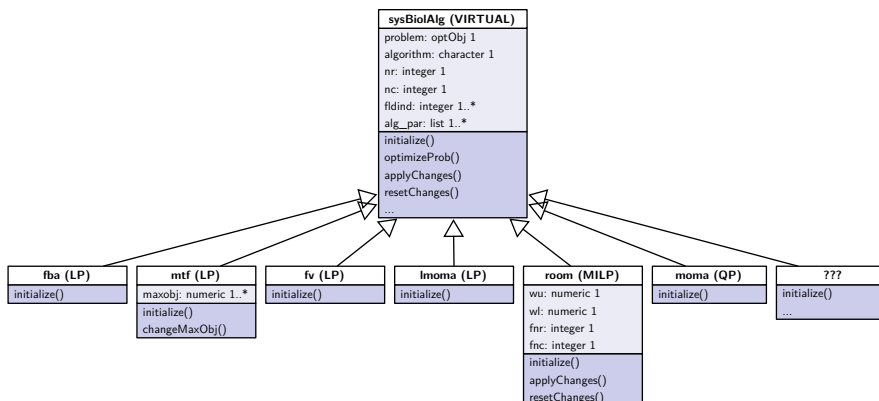 sysBiolAlg (VIRTUAL)
problem: optObj 1
algorithm: character 1
nr: integer 1
nc: integer 1
fldind: integer 1..*
alg_par: list 1..*
initialize()
optimizeProb()
applyChanges()
resetChanges()
...
fba (LP)
initialize()
mtf (LP)
maxobj: numeric 1..*
initialize()
changeMaxObj()
fv (LP)
initialize()
lmoma (LP)
initialize()
room (MILP)
wu: numeric 1
wl: numeric 1
fnr: integer 1
fnc: integer 1
initialize()
applyChanges()
resetChanges()
moma (QP)
initialize()
???
initialize()
...